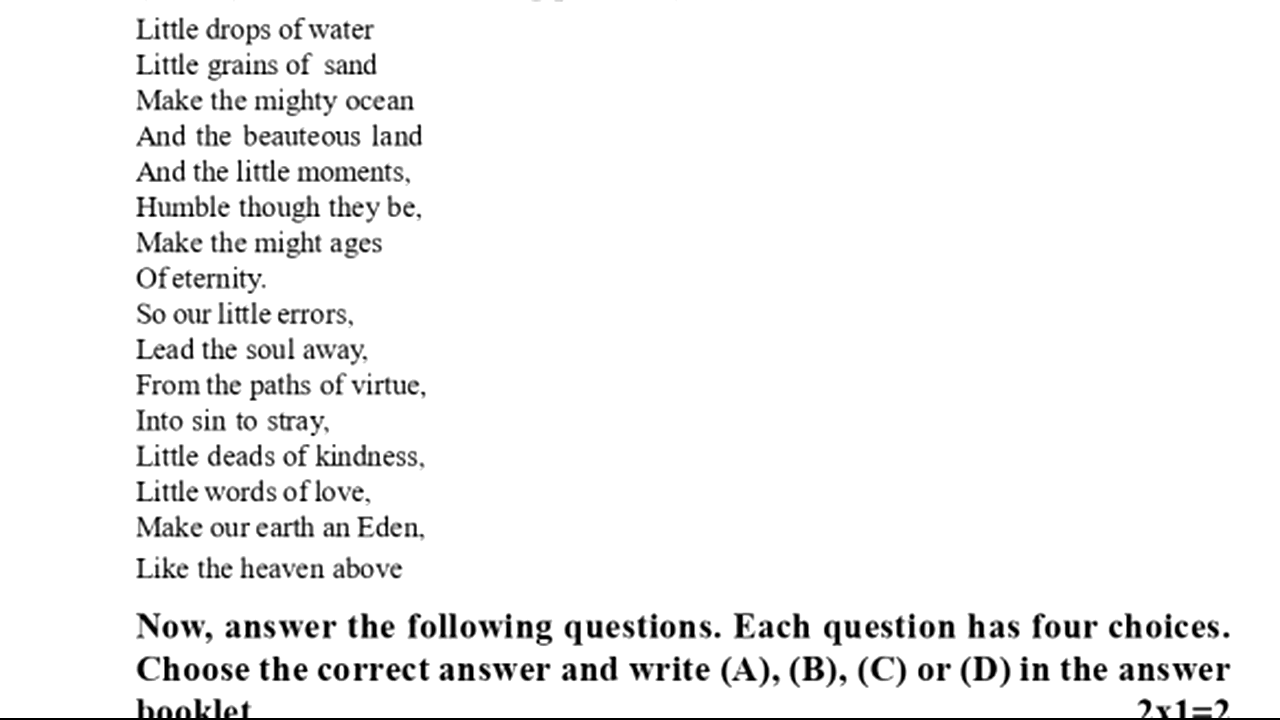 Little drops of water
Little grains of sand
Make the mighty ocean
And the beauteous land
And the little moments,
Humble though they be,
Make the might ages
Of eternity.
So our little errors,
Lead the soul away,
From the paths of virtue,
Into sin to stray,
Little deads of kindness,
Little words of love,
Make our earth an Eden,
Like the heaven above
Now, answer the following questions. Each question has four choices.
Choose the correct answer and write (A), (B), (C) or (D) in the answer
booklet 2x1=2